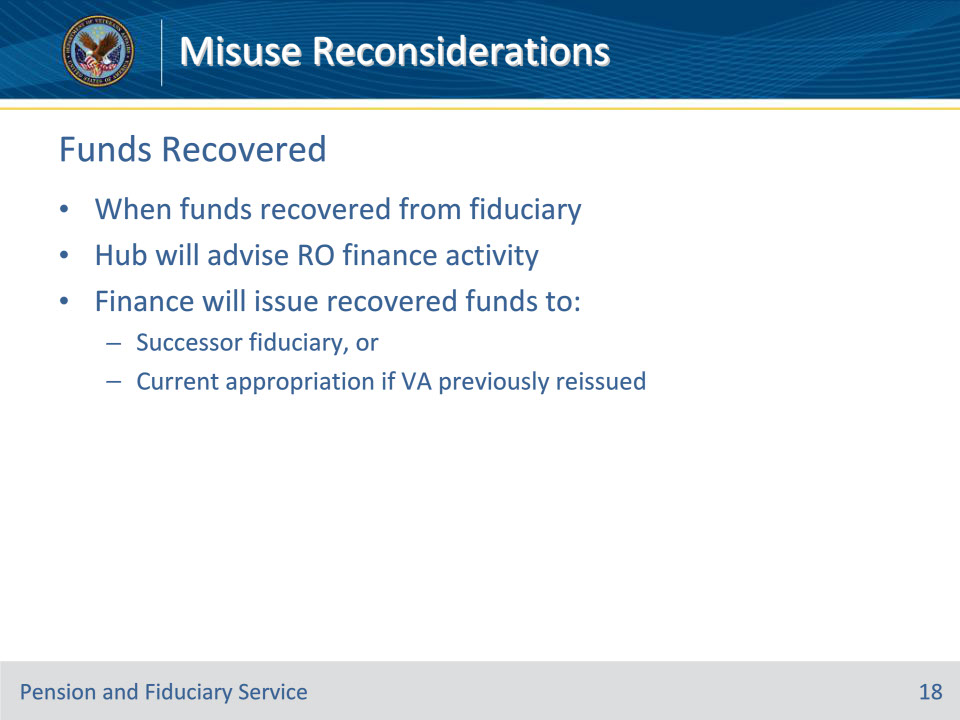 DEPARTMENT OF VETERANS AFFAIRS
UNITED STATES OF AMERICA
Misuse Reconsiderations
Funds Recovered
• When funds recovered from fiduciary
• Hub will advise RO finance activity
• Finance will issue recovered funds to:
– Successor fiduciary, or
– Current appropriation if VA previously reissued
Pension and Fiduciary Service
18